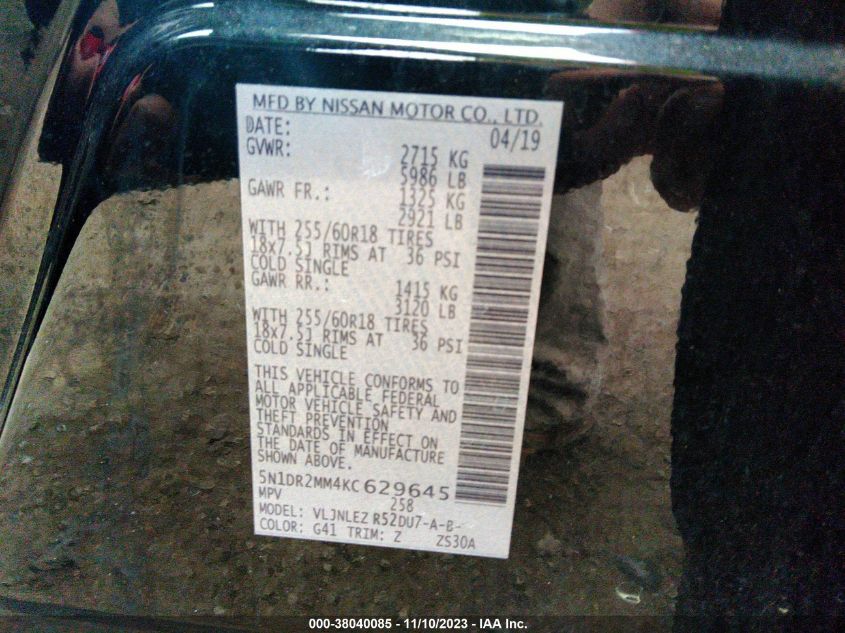 MFD BY NISSAN MOTOR CO., LTD.
DATE: 04/19
GVWR: 2715 KG
5986 LB
GAWR FR.: 1325 KG
2921 LB
WITH 255/60R18 TIRES
18x7.5J RIMS AT 36 PSI
COLD SINGLE
GAWR RR.: 1415 KG
3120 LB
WITH 255/60R18 TIRES
18x7.5J RIMS AT 36 PSI
COLD SINGLE
THIS VEHICLE CONFORMS TO
ALL APPLICABLE FEDERAL
MOTOR VEHICLE SAFETY AND
THEFT PREVENTION
STANDARDS IN EFFECT ON
THE DATE OF MANUFACTURE
SHOWN ABOVE.
5N1DR2MM4KC629645
MPV 258
MODEL: VLJNLEZ R52DU7-A-B-
COLOR: G41 TRIM: Z ZS30A
000-38040085 - 11/10/2023 - IAA Inc.